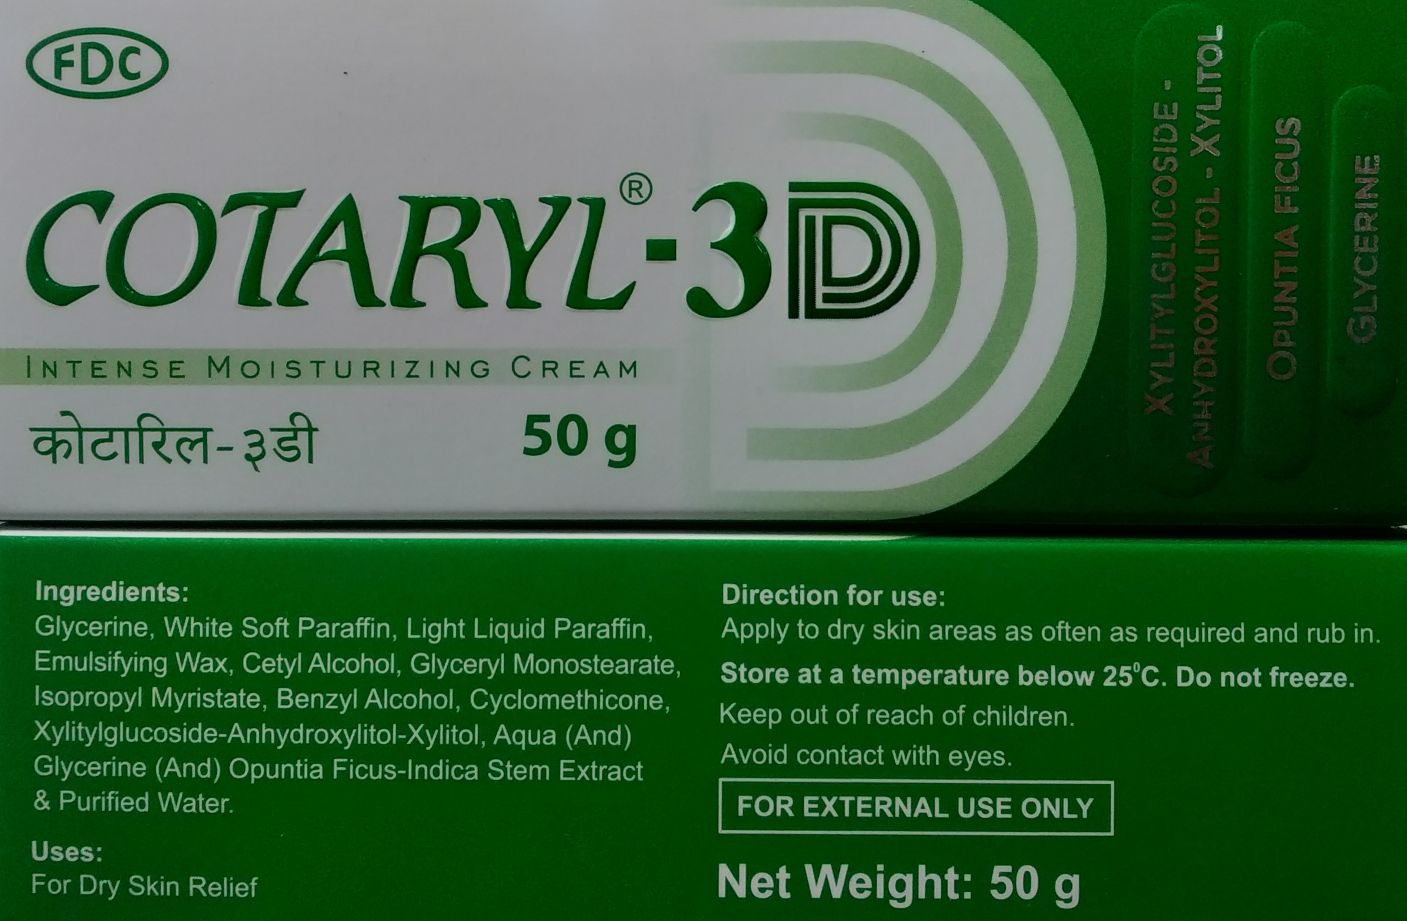 FDC
COTARYL®-3D
INTENSE MOISTURIZING CREAM
कोटारिल-३डी
50 g
XYLITYLGLUCOSIDE -
ANHYDROXYLITOL - XYLITOL
OPUNTIA FICUS
GLYCERINE
Ingredients:
Glycerine, White Soft Paraffin, Light Liquid Paraffin,
Emulsifying Wax, Cetyl Alcohol, Glyceryl Monostearate,
Isopropyl Myristate, Benzyl Alcohol, Cyclomethicone,
Xylitylglucoside-Anhydroxylitol-Xylitol, Aqua (And)
Glycerine (And) Opuntia Ficus-Indica Stem Extract
& Purified Water.
Uses:
For Dry Skin Relief
Direction for use:
Apply to dry skin areas as often as required and rub in.
Store at a temperature below 25⁰C. Do not freeze.
Keep out of reach of children.
Avoid contact with eyes.
FOR EXTERNAL USE ONLY
Net Weight: 50 g